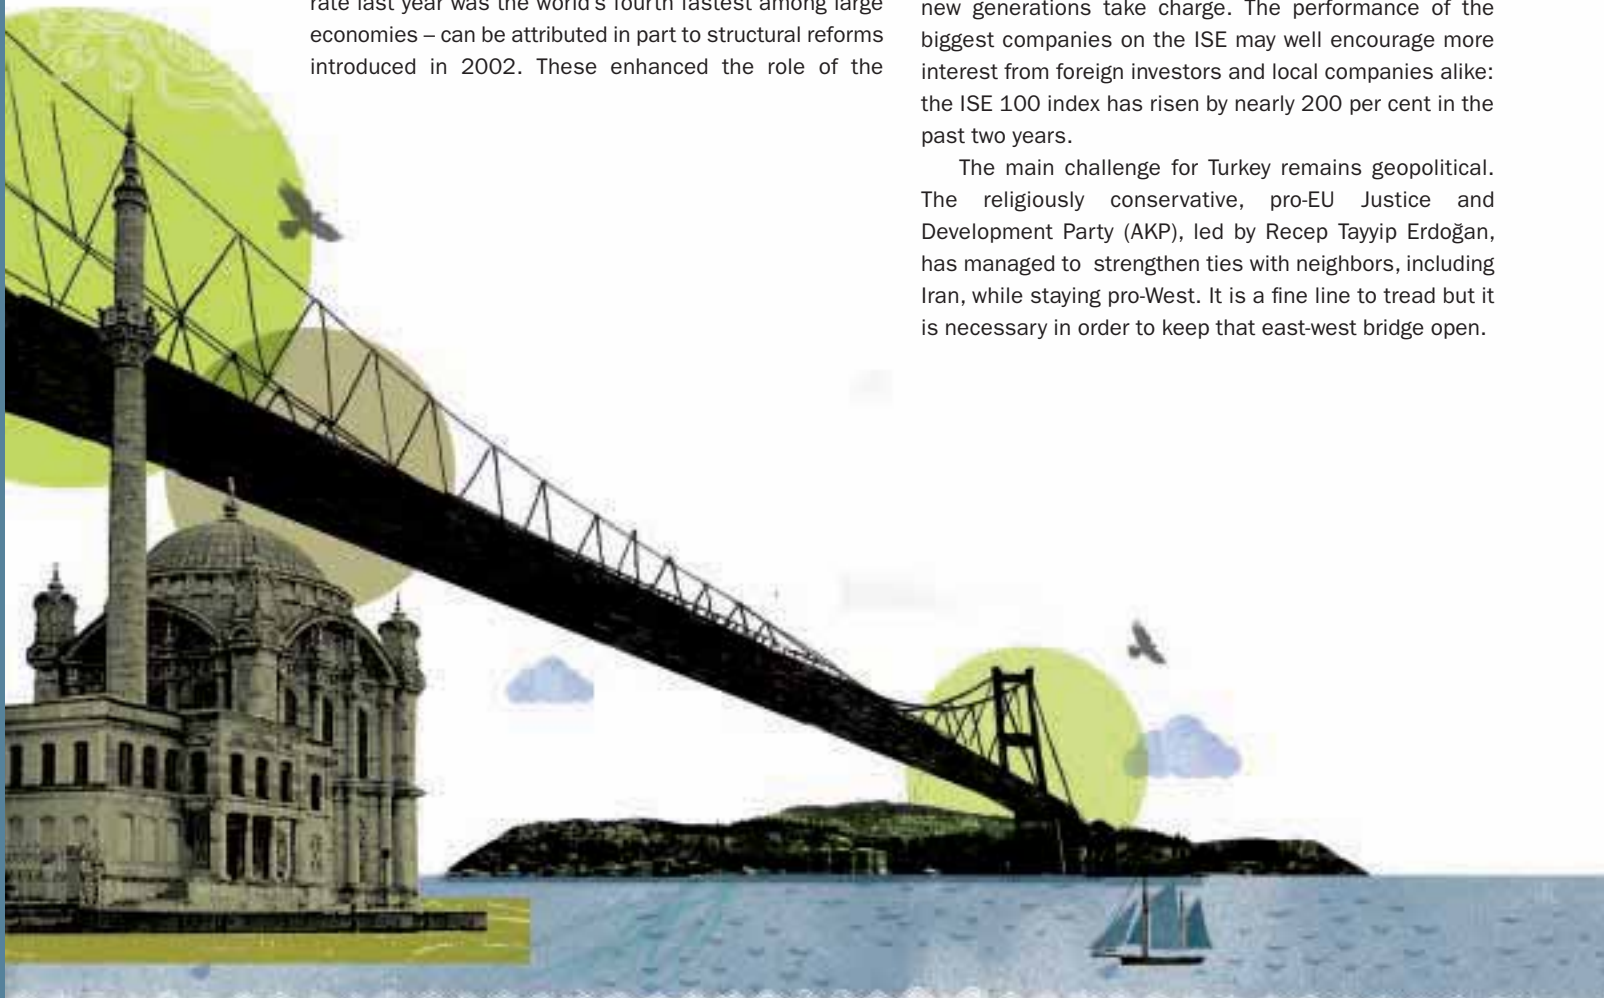 rate last year was the world's fourth fastest among large
economies – can be attributed in part to structural reforms
introduced in 2002. These enhanced the role of the
new generations take charge. The performance of the
biggest companies on the ISE may well encourage more
interest from foreign investors and local companies alike:
the ISE 100 index has risen by nearly 200 per cent in the
past two years.
The main challenge for Turkey remains geopolitical.
The religiously conservative, pro-EU Justice and
Development Party (AKP), led by Recep Tayyip Erdoğan,
has managed to strengthen ties with neighbors, including
Iran, while staying pro-West. It is a fine line to tread but it
is necessary in order to keep that east-west bridge open.